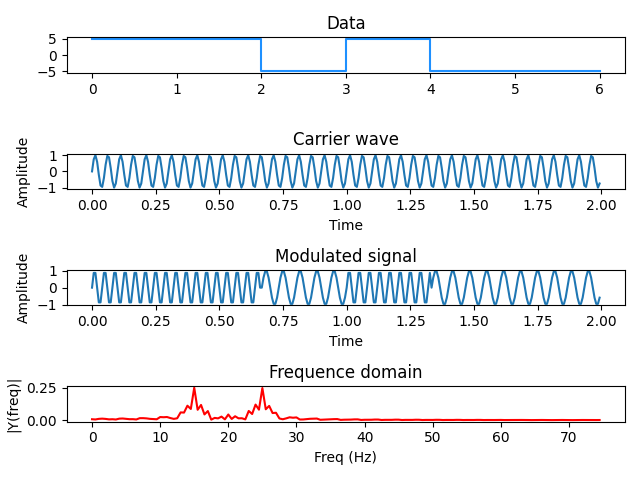 Data
5
0
−5
0 1 2 3 4 5 6
Carrier wave
Amplitude
1
0
−1
0.00 0.25 0.50 0.75 1.00 1.25 1.50 1.75 2.00
Time
Modulated signal
Amplitude
1
0
−1
0.00 0.25 0.50 0.75 1.00 1.25 1.50 1.75 2.00
Time
Frequence domain
|Y(freq)|
0.25
0.00
0 10 20 30 40 50 60 70
Freq (Hz)